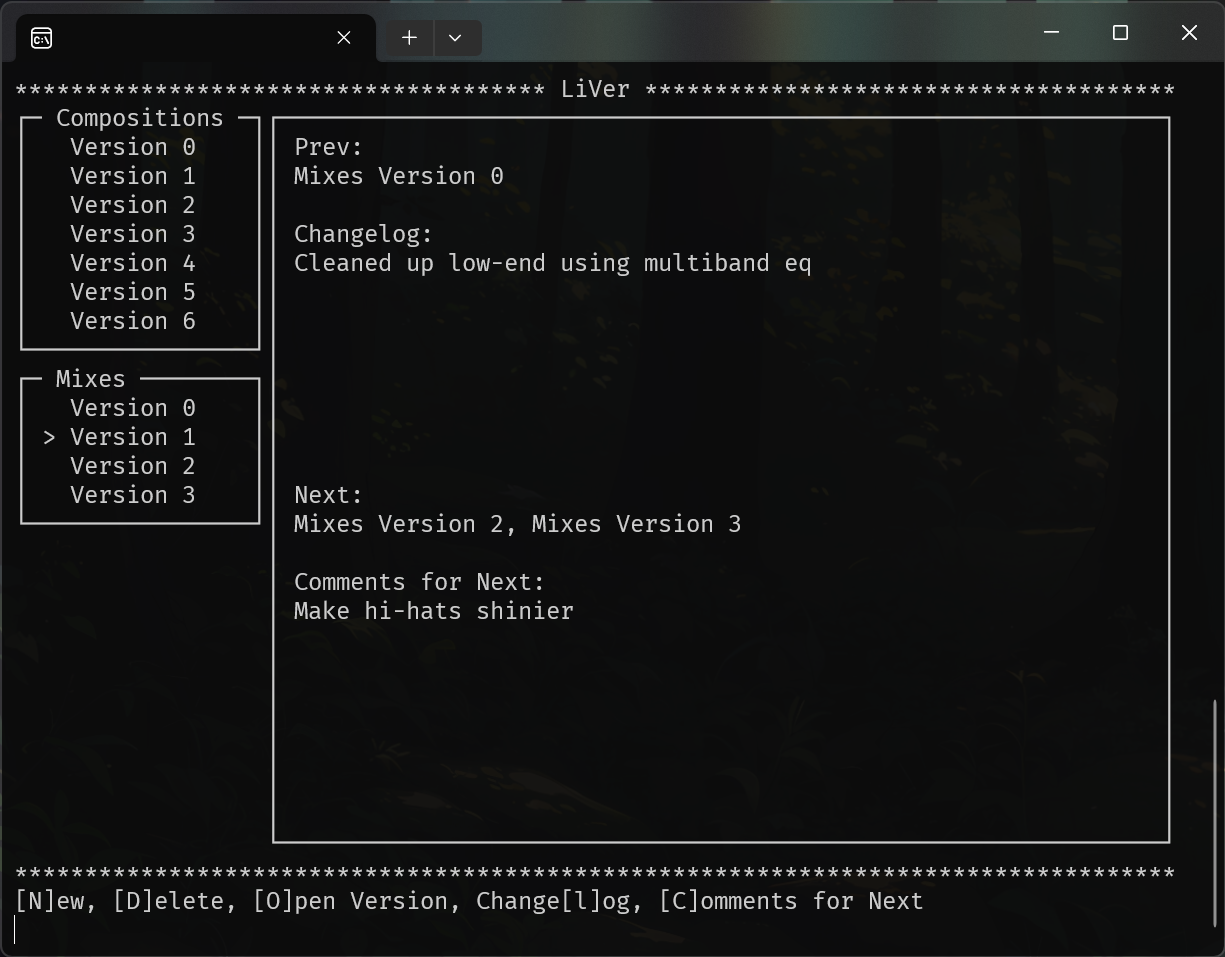 ************************************** LiVer **************************************
Compositions
Version 0
Version 1
Version 2
Version 3
Version 4
Version 5
Version 6
Mixes
Version 0
> Version 1
Version 2
Version 3
Prev:
Mixes Version 0
Changelog:
Cleaned up low-end using multiband eq
Next:
Mixes Version 2, Mixes Version 3
Comments for Next:
Make hi-hats shinier
***********************************************************************************
[N]ew, [D]elete, [O]pen Version, Change[l]og, [C]omments for Next